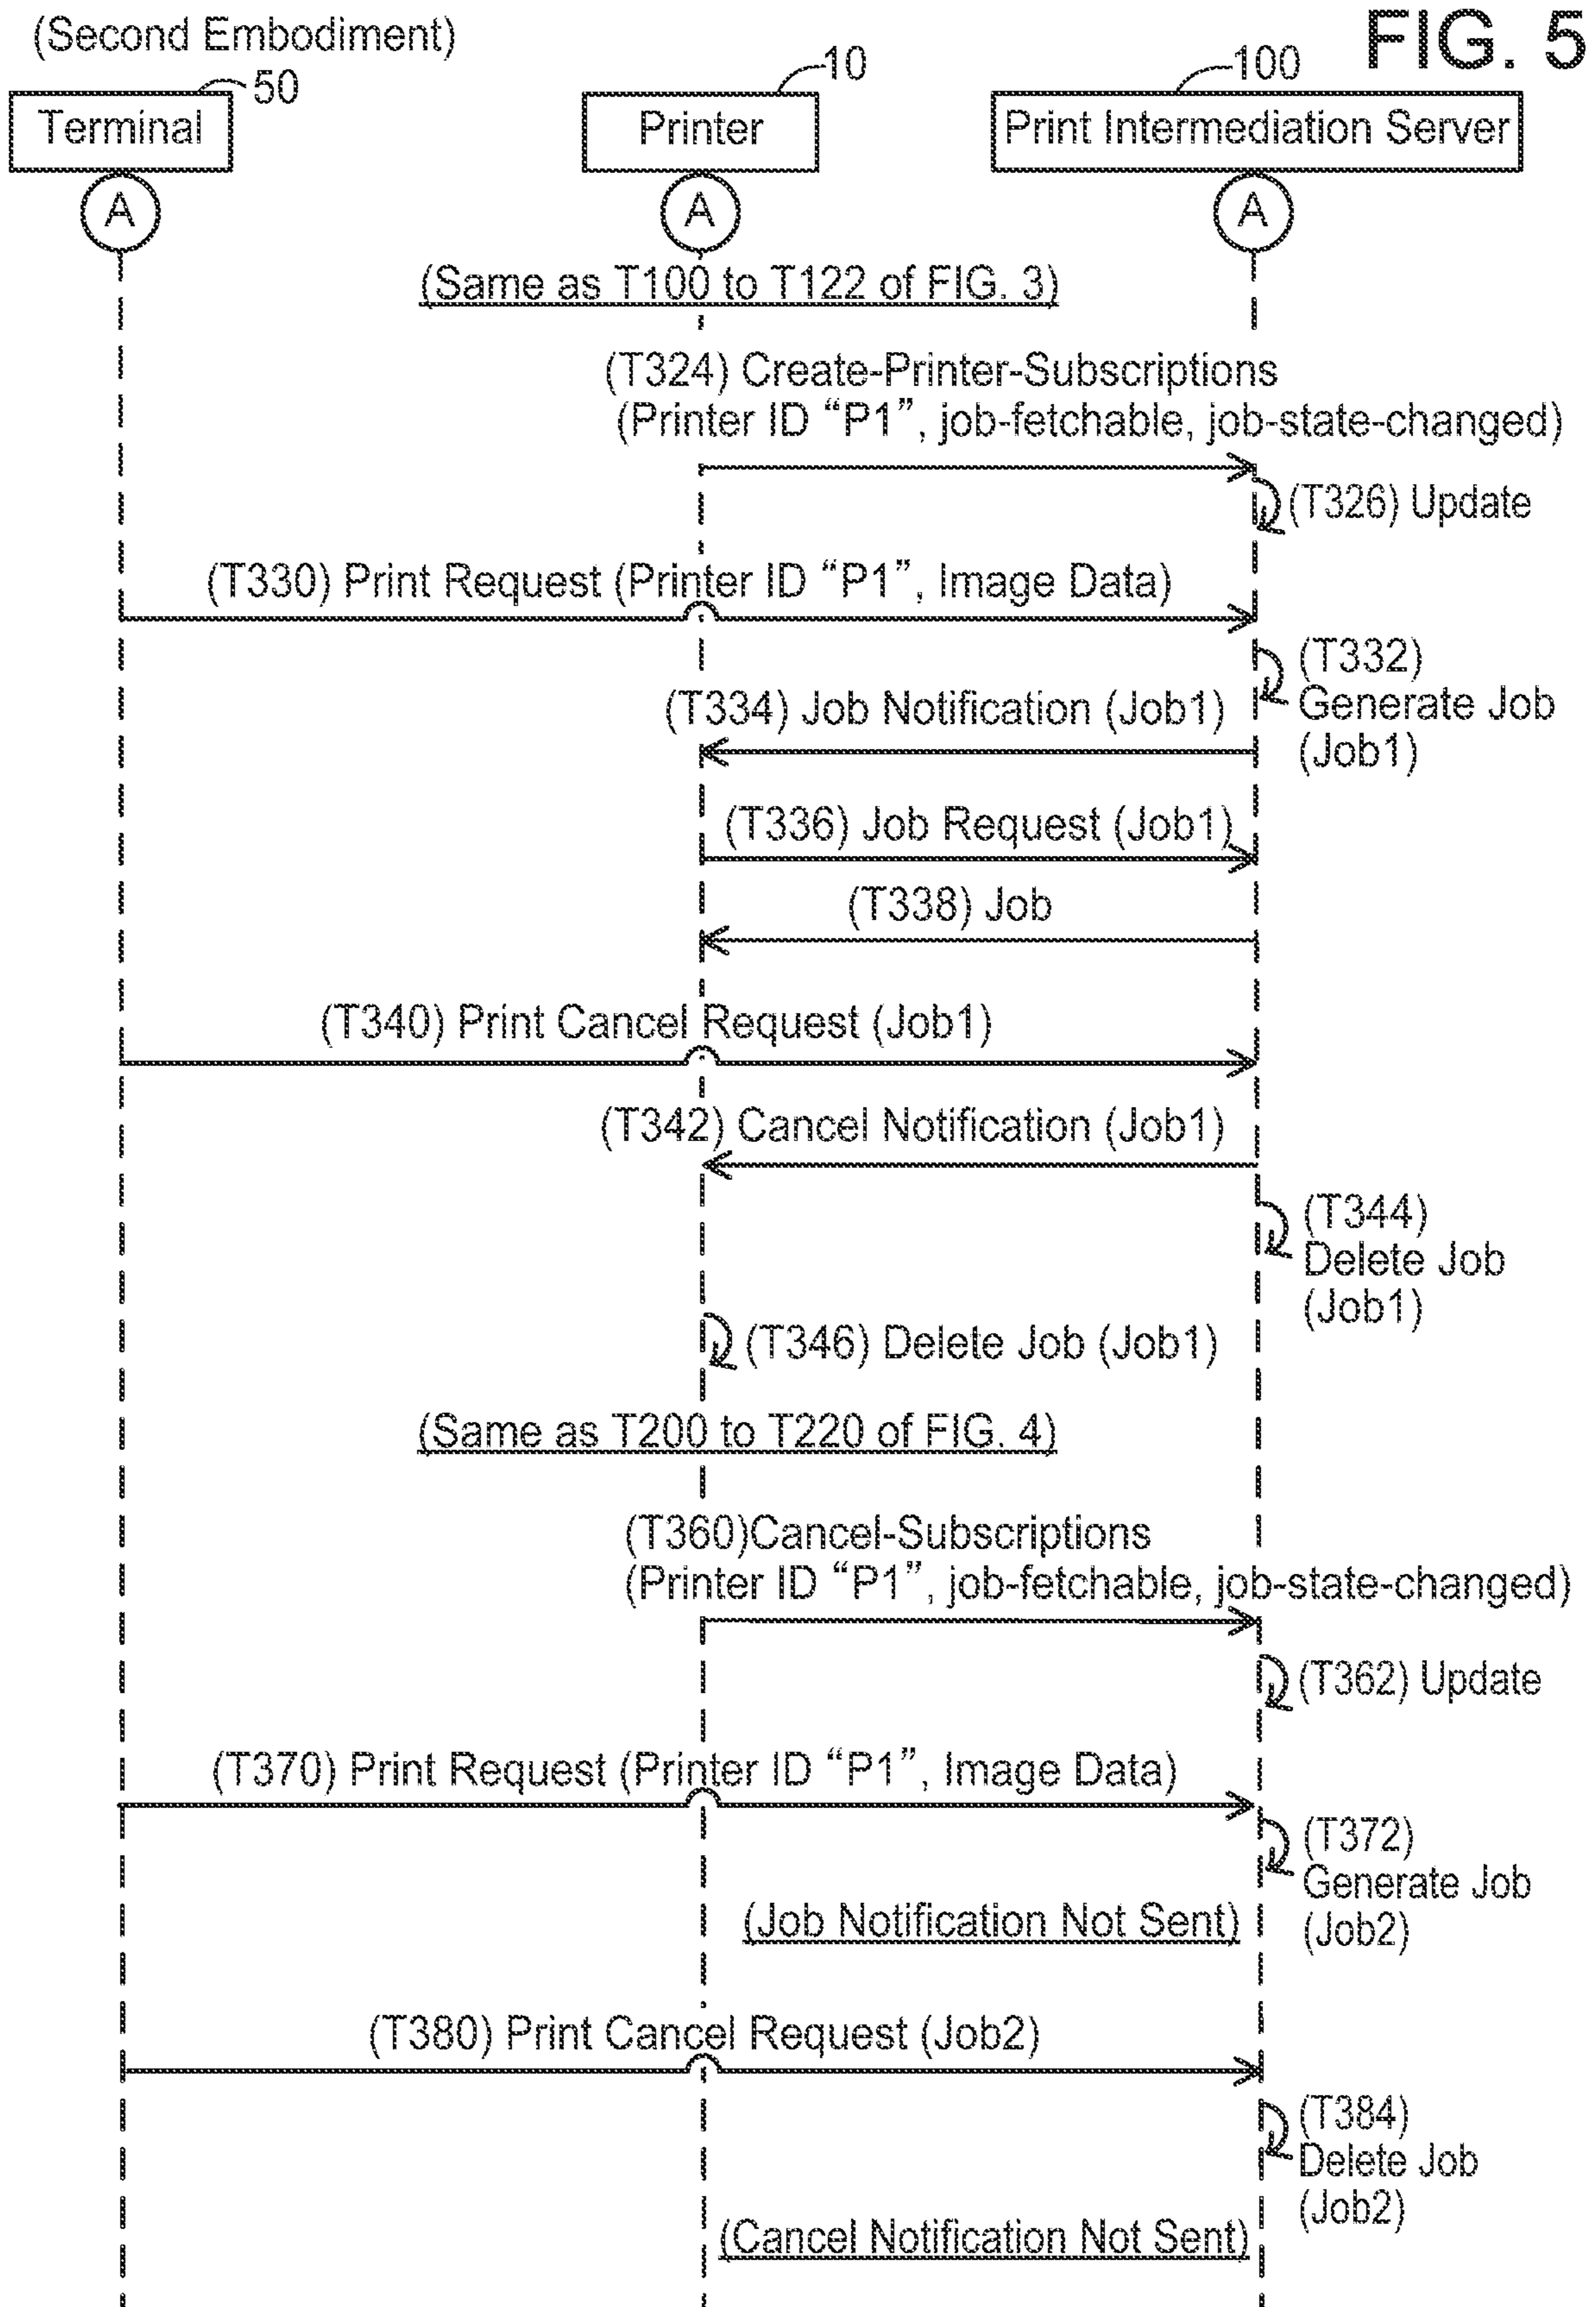 (Second Embodiment)
FIG. 5
50
10
100
Terminal
Printer
Print Intermediation Server
A
A
A
(Same as T100 to T122 of FIG. 3)
(T324) Create-Printer-Subscriptions
(Printer ID “P1”, job-fetchable, job-state-changed)
(T326) Update
(T330) Print Request (Printer ID “P1”, Image Data)
(T332)
Generate Job
(Job1)
(T334) Job Notification (Job1)
(T336) Job Request (Job1)
(T338) Job
(T340) Print Cancel Request (Job1)
(T342) Cancel Notification (Job1)
(T344)
Delete Job
(Job1)
(T346) Delete Job (Job1)
(Same as T200 to T220 of FIG. 4)
(T360)Cancel-Subscriptions
(Printer ID “P1”, job-fetchable, job-state-changed)
(T362) Update
(T370) Print Request (Printer ID “P1”, Image Data)
(T372)
Generate Job
(Job2)
(Job Notification Not Sent)
(T380) Print Cancel Request (Job2)
(T384)
Delete Job
(Job2)
(Cancel Notification Not Sent)